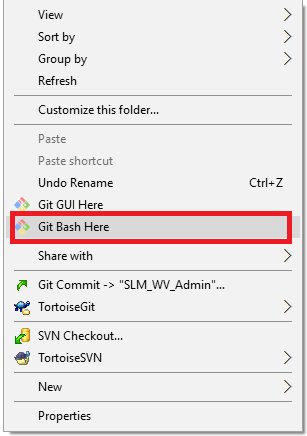 View
Sort by
Group by
Refresh
Customize this folder...
Paste
Paste shortcut
Undo Rename Ctrl+Z
Git GUI Here
Git Bash Here
Share with
Git Commit -> "SLM_WV_Admin"...
TortoiseGit
SVN Checkout...
TortoiseSVN
New
Properties